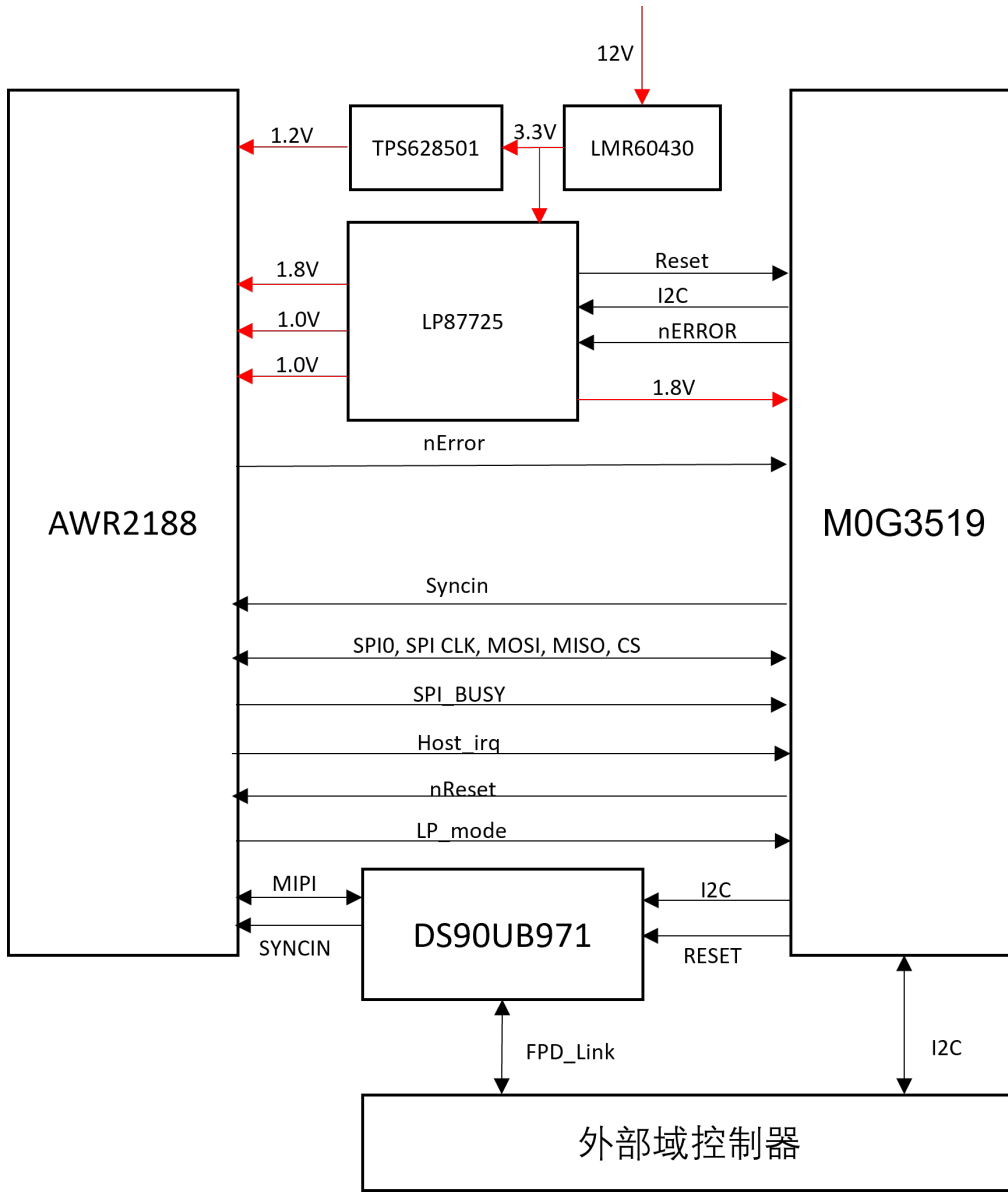 12V
1.2V
TPS628501
3.3V
LMR60430
1.8V
1.0V
1.0V
LP87725
Reset
I2C
nERROR
1.8V
nError
AWR2188
M0G3519
Syncin
SPI0, SPI CLK, MOSI, MISO, CS
SPI_BUSY
Host_irq
nReset
LP_mode
MIPI
SYNCIN
DS90UB971
I2C
RESET
FPD_Link
I2C
外部域控制器